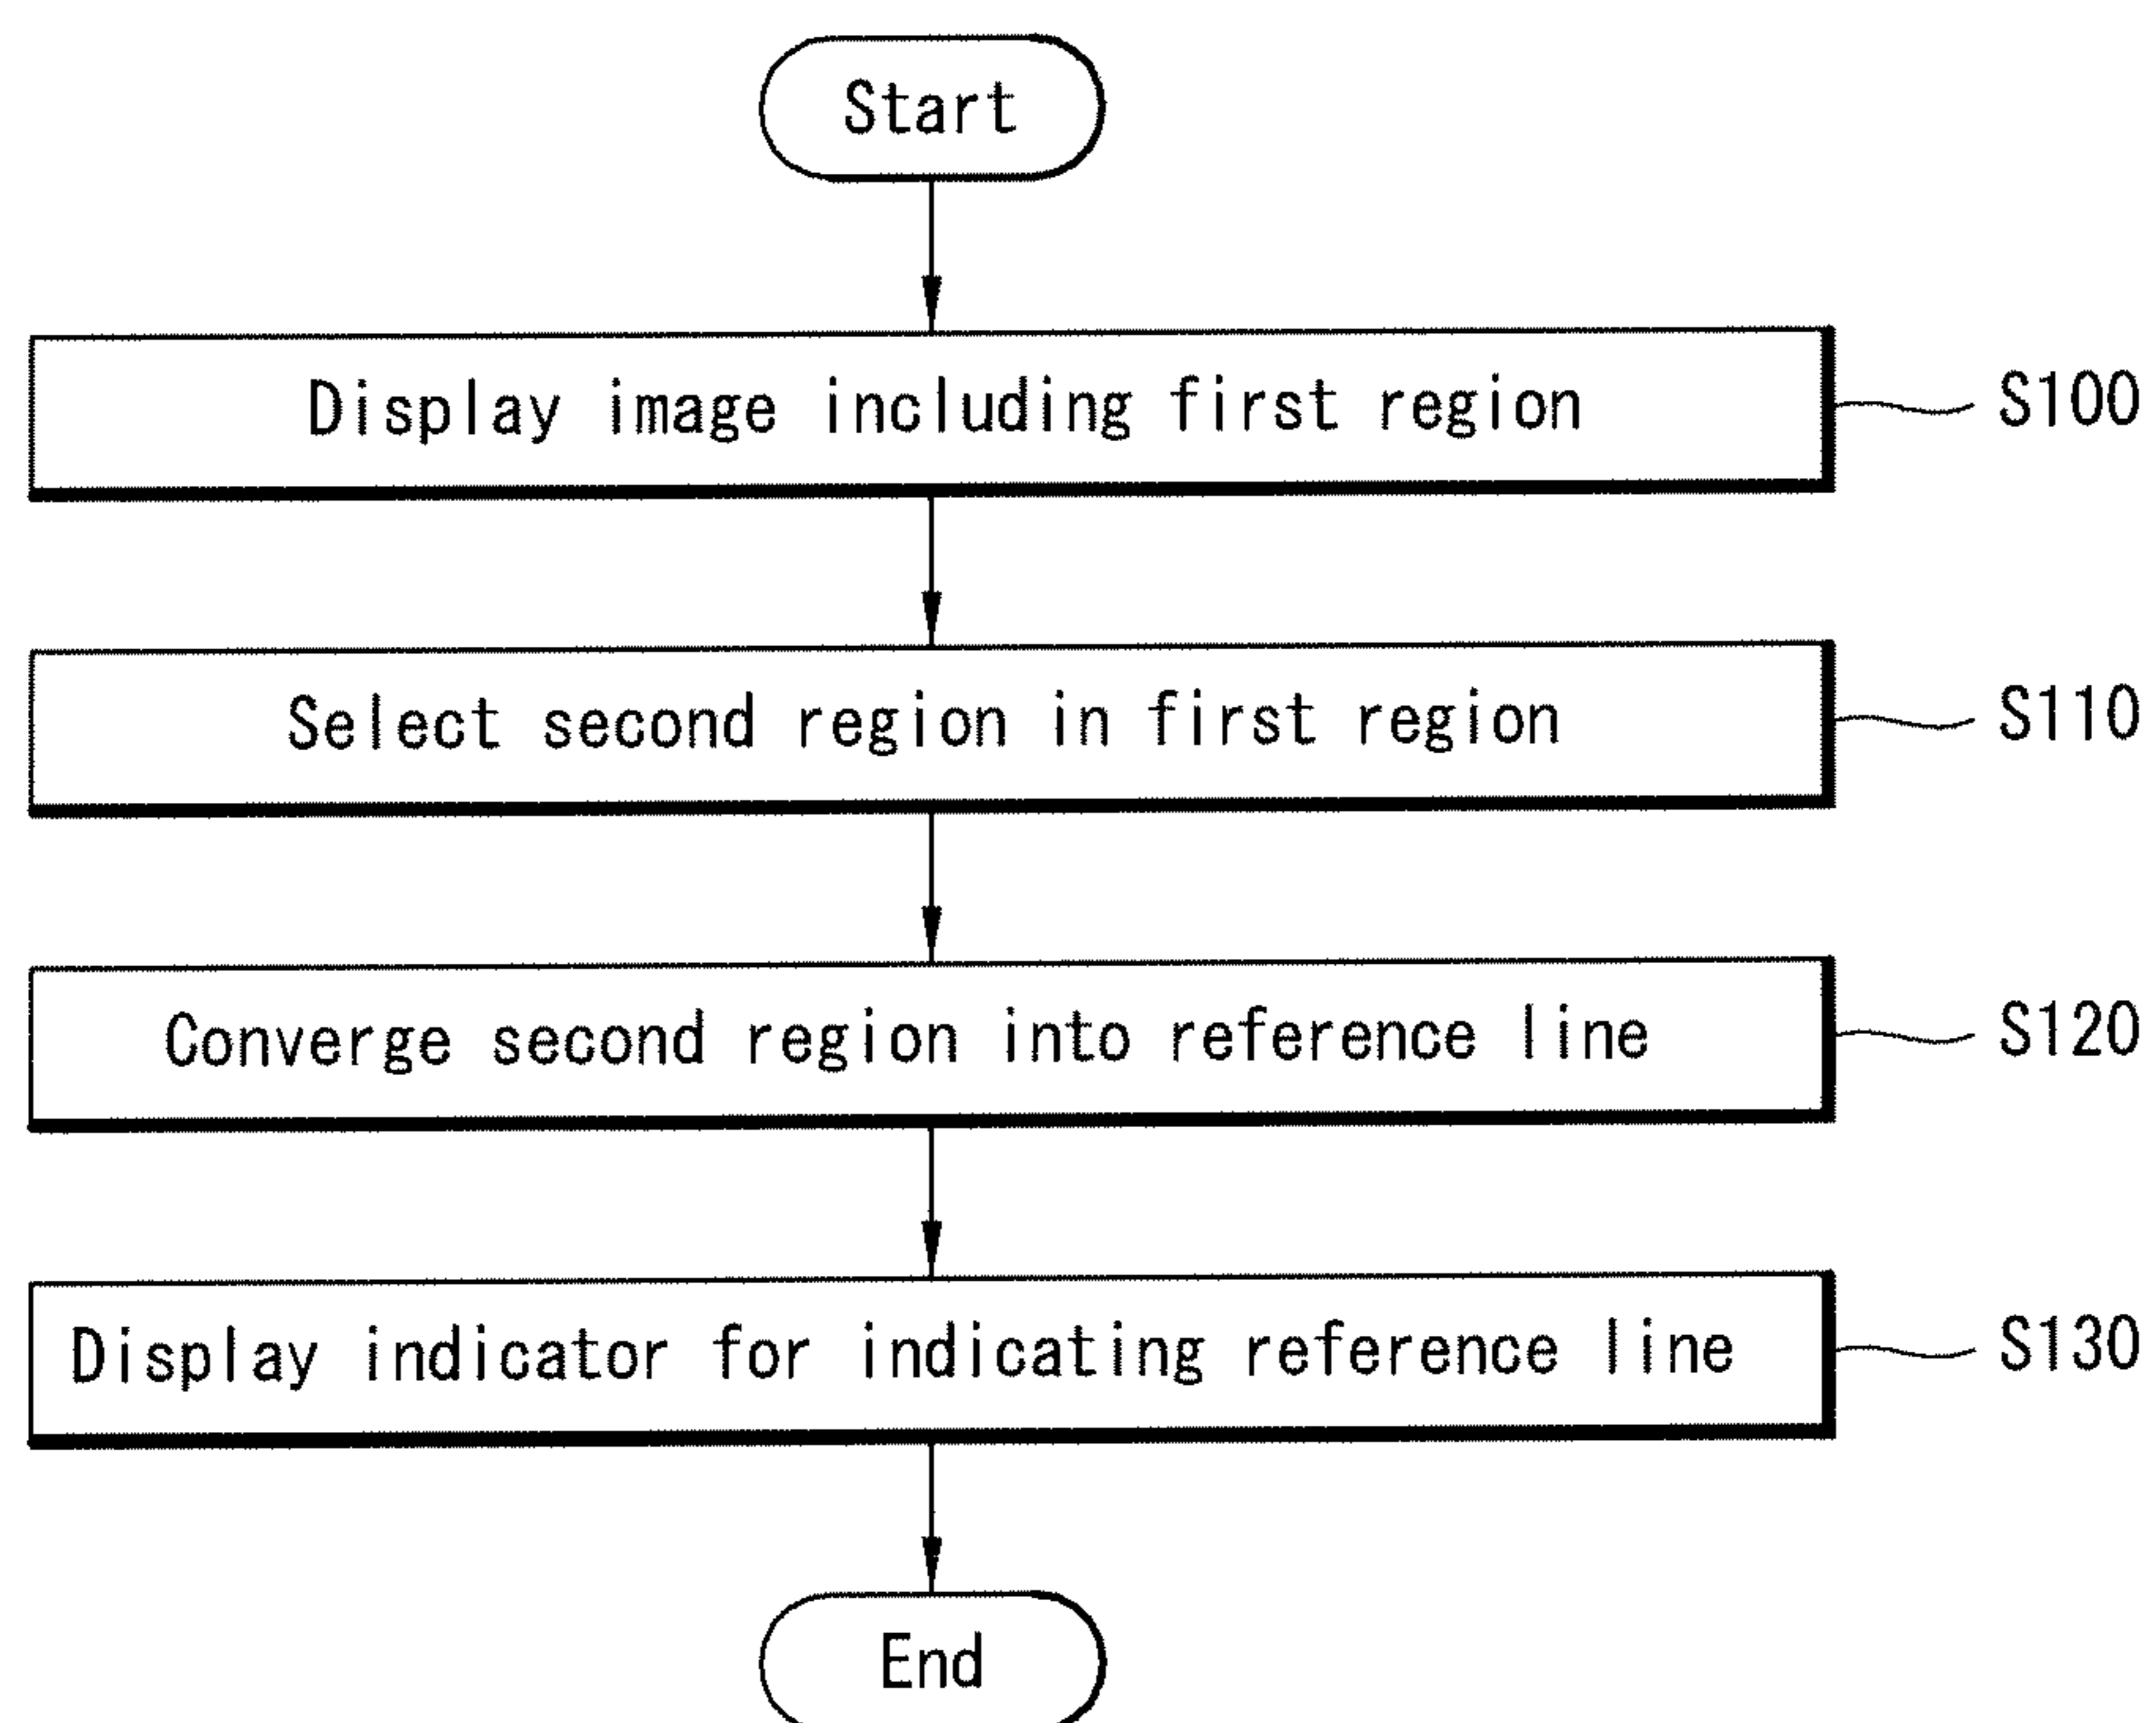 Start
Display image including first region
S100
Select second region in first region
S110
Converge second region into reference line
S120
Display indicator for indicating reference line
S130
End